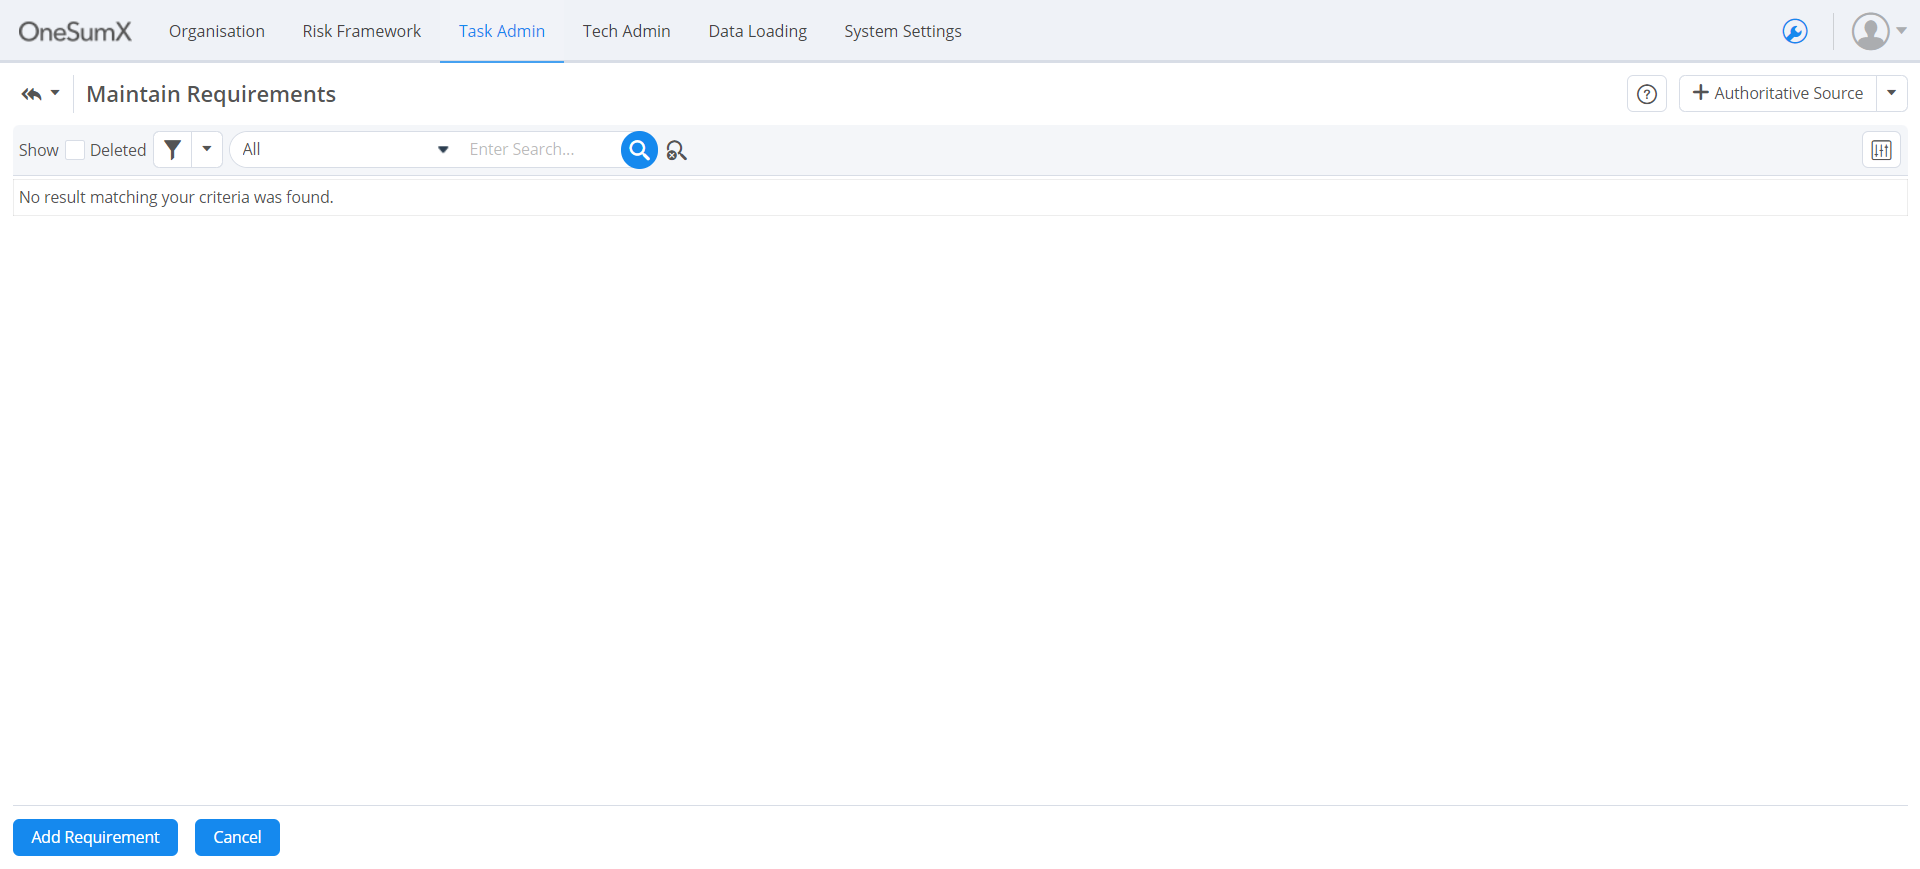 OneSumX Organisation Risk Framework Task Admin Tech Admin Data Loading System Settings
Maintain Requirements ? + Authoritative Source
Show Deleted All Enter Search...
No result matching your criteria was found.
Add Requirement Cancel